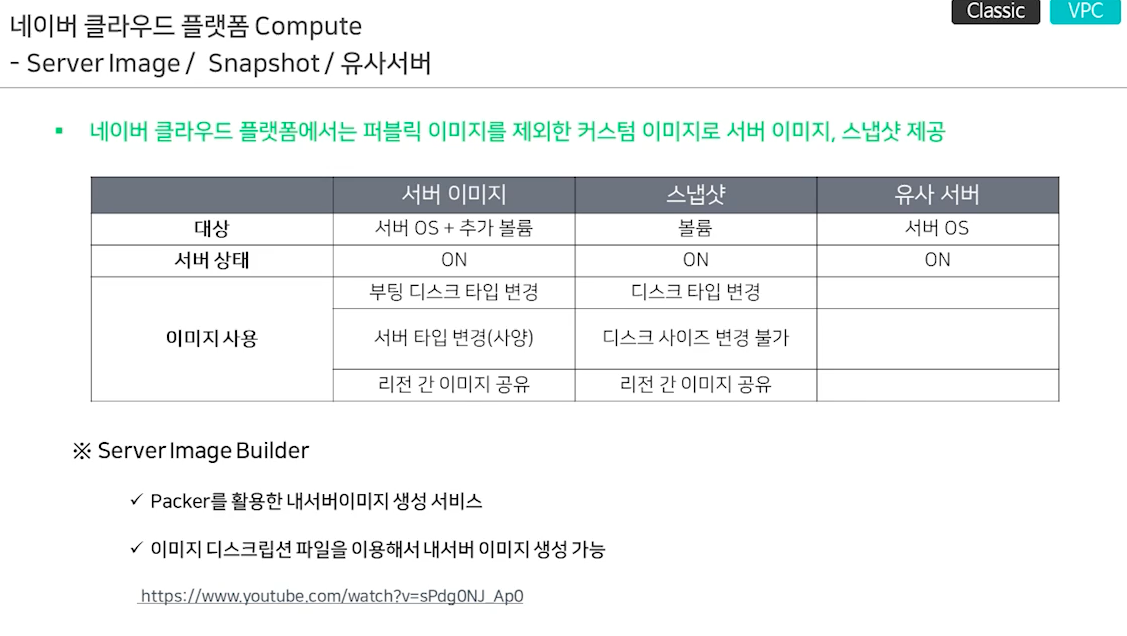 네이버 클라우드 플랫폼 Compute
Classic VPC
- Server Image / Snapshot / 유사서버
▪ 네이버 클라우드 플랫폼에서는 퍼블릭 이미지를 제외한 커스텀 이미지로 서버 이미지, 스냅샷 제공
서버 이미지 스냅샷 유사 서버
대상 서버 OS + 추가 볼륨 볼륨 서버 OS
서버 상태 ON ON ON
부팅 디스크 타입 변경 디스크 타입 변경
이미지 사용 서버 타입 변경(사양) 디스크 사이즈 변경 불가
리전 간 이미지 공유 리전 간 이미지 공유
※ Server Image Builder
✓ Packer를 활용한 내서버이미지 생성 서비스
✓ 이미지 디스크립션 파일을 이용해서 내서버 이미지 생성 가능
https://www.youtube.com/watch?v=sPdg0NJ_Ap0